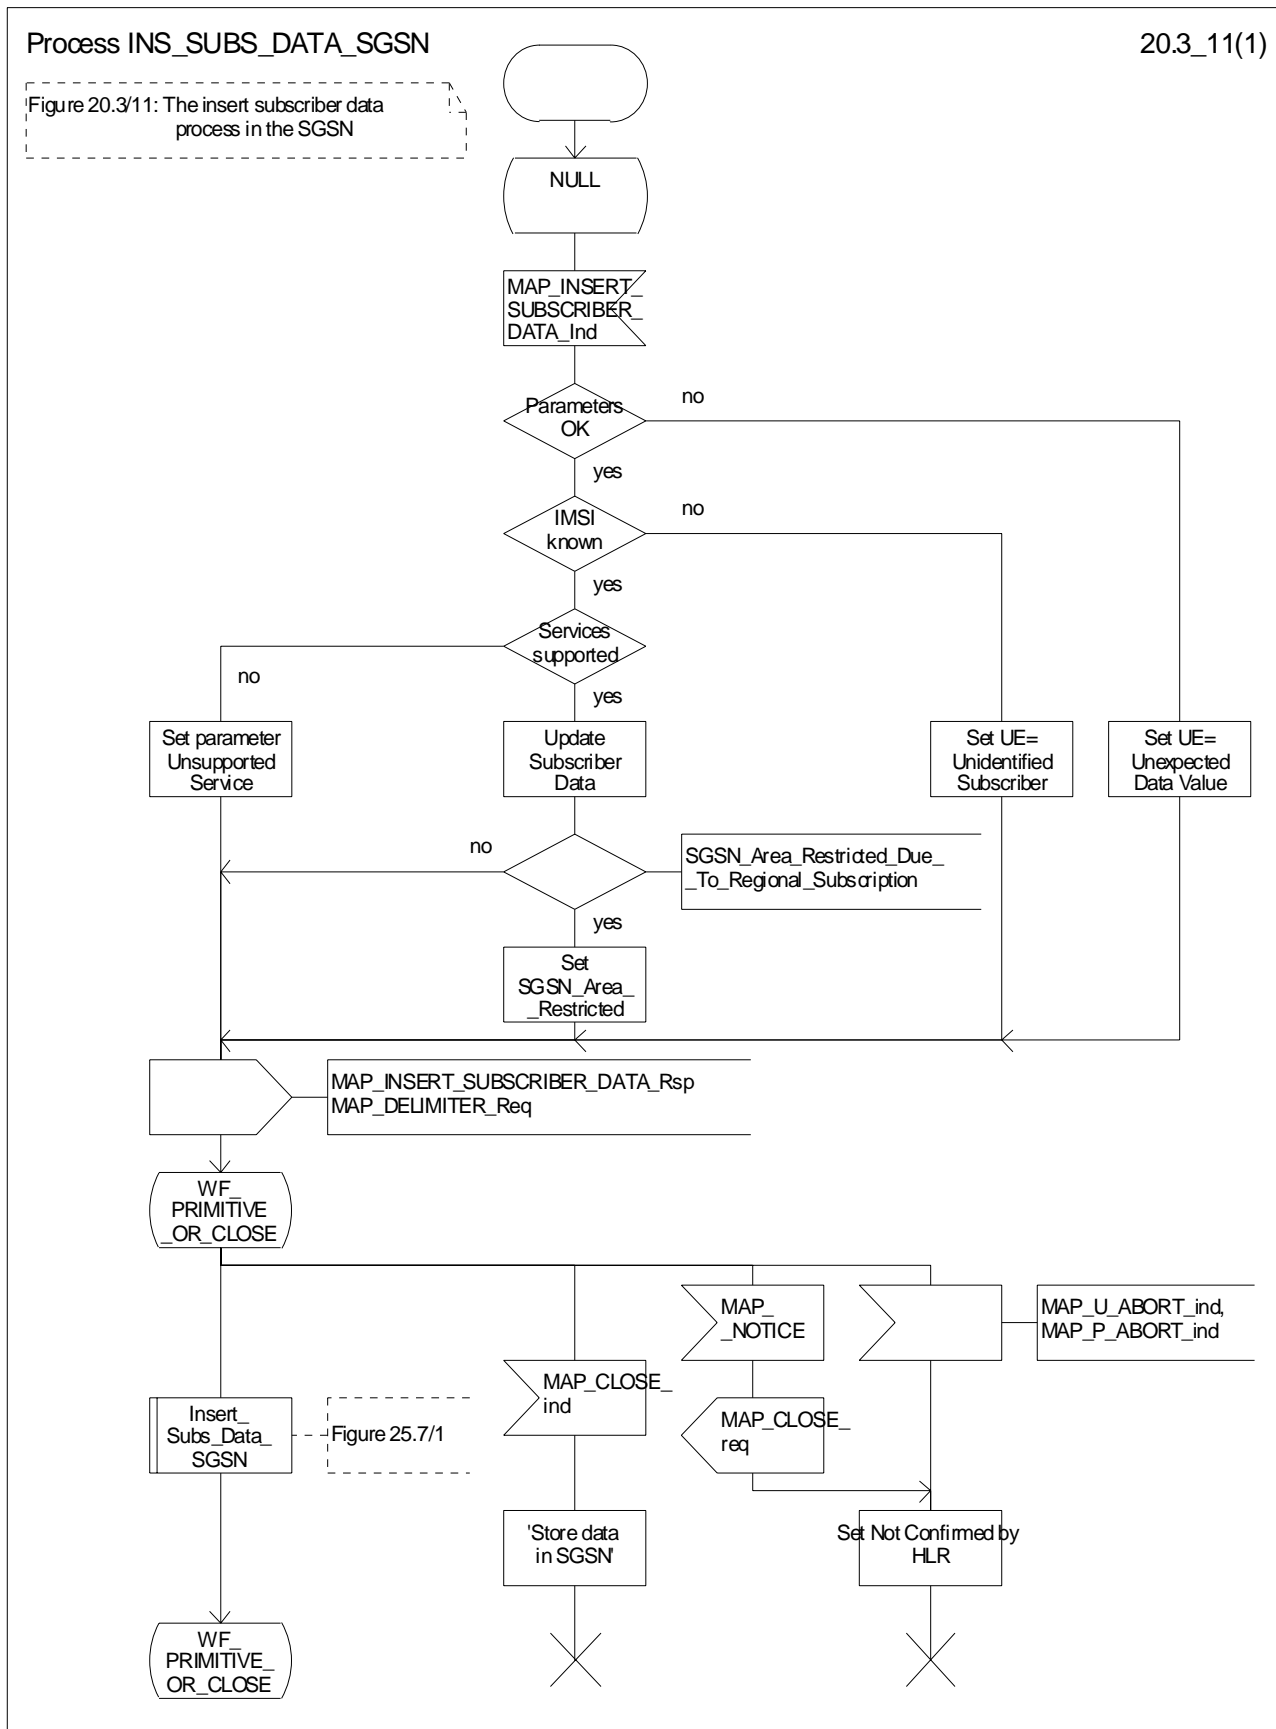 Process INS_SUBS_DATA_SGSN
20.3_11(1)
Figure 20.3/11: The insert subscriber data
process in the SGSN
NULL
MAP_INSERT_
SUBSCRIBER_
DATA_Ind
Parameters
OK
no
yes
IMSI
known
no
yes
Services
supported
no
yes
Set parameter
Unsupported
Service
Update
Subscriber
Data
Set UE=
Unidentified
Subscriber
Set UE=
Unexpected
Data Value
no
SGSN_Area_Restricted_Due_
_To_Regional_Subscription
yes
Set
SGSN_Area_
_Restricted
MAP_INSERT_SUBSCRIBER_DATA_Rsp
MAP_DELIMITER_Req
WF_
PRIMITIVE
_OR_CLOSE
MAP_
_NOTICE
MAP_U_ABORT_ind,
MAP_P_ABORT_ind
MAP_CLOSE_
ind
Insert_
Subs_Data_
SGSN
Figure 25.7/1
MAP_CLOSE_
req
'Store data
in SGSN'
Set Not Confirmed by
HLR
WF_
PRIMITIVE_
OR_CLOSE